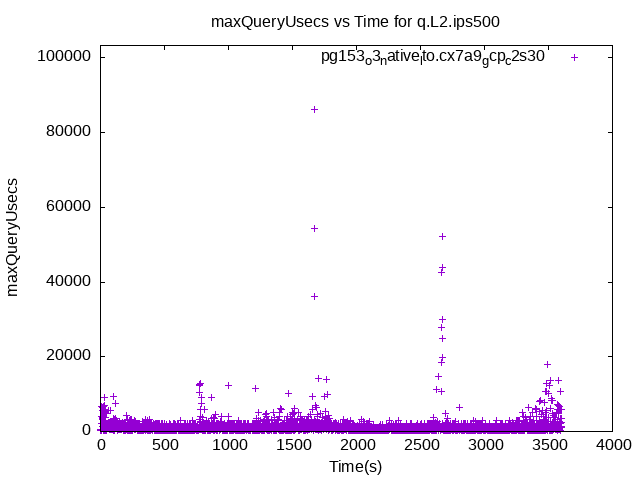 maxQueryUsecs vs Time for q.L2.ips500
pg153o3nativelto.cx7a9gcpc2s30
100000
80000
60000
40000
20000
0
maxQueryUsecs
0 500 1000 1500 2000 2500 3000 3500 4000
Time(s)